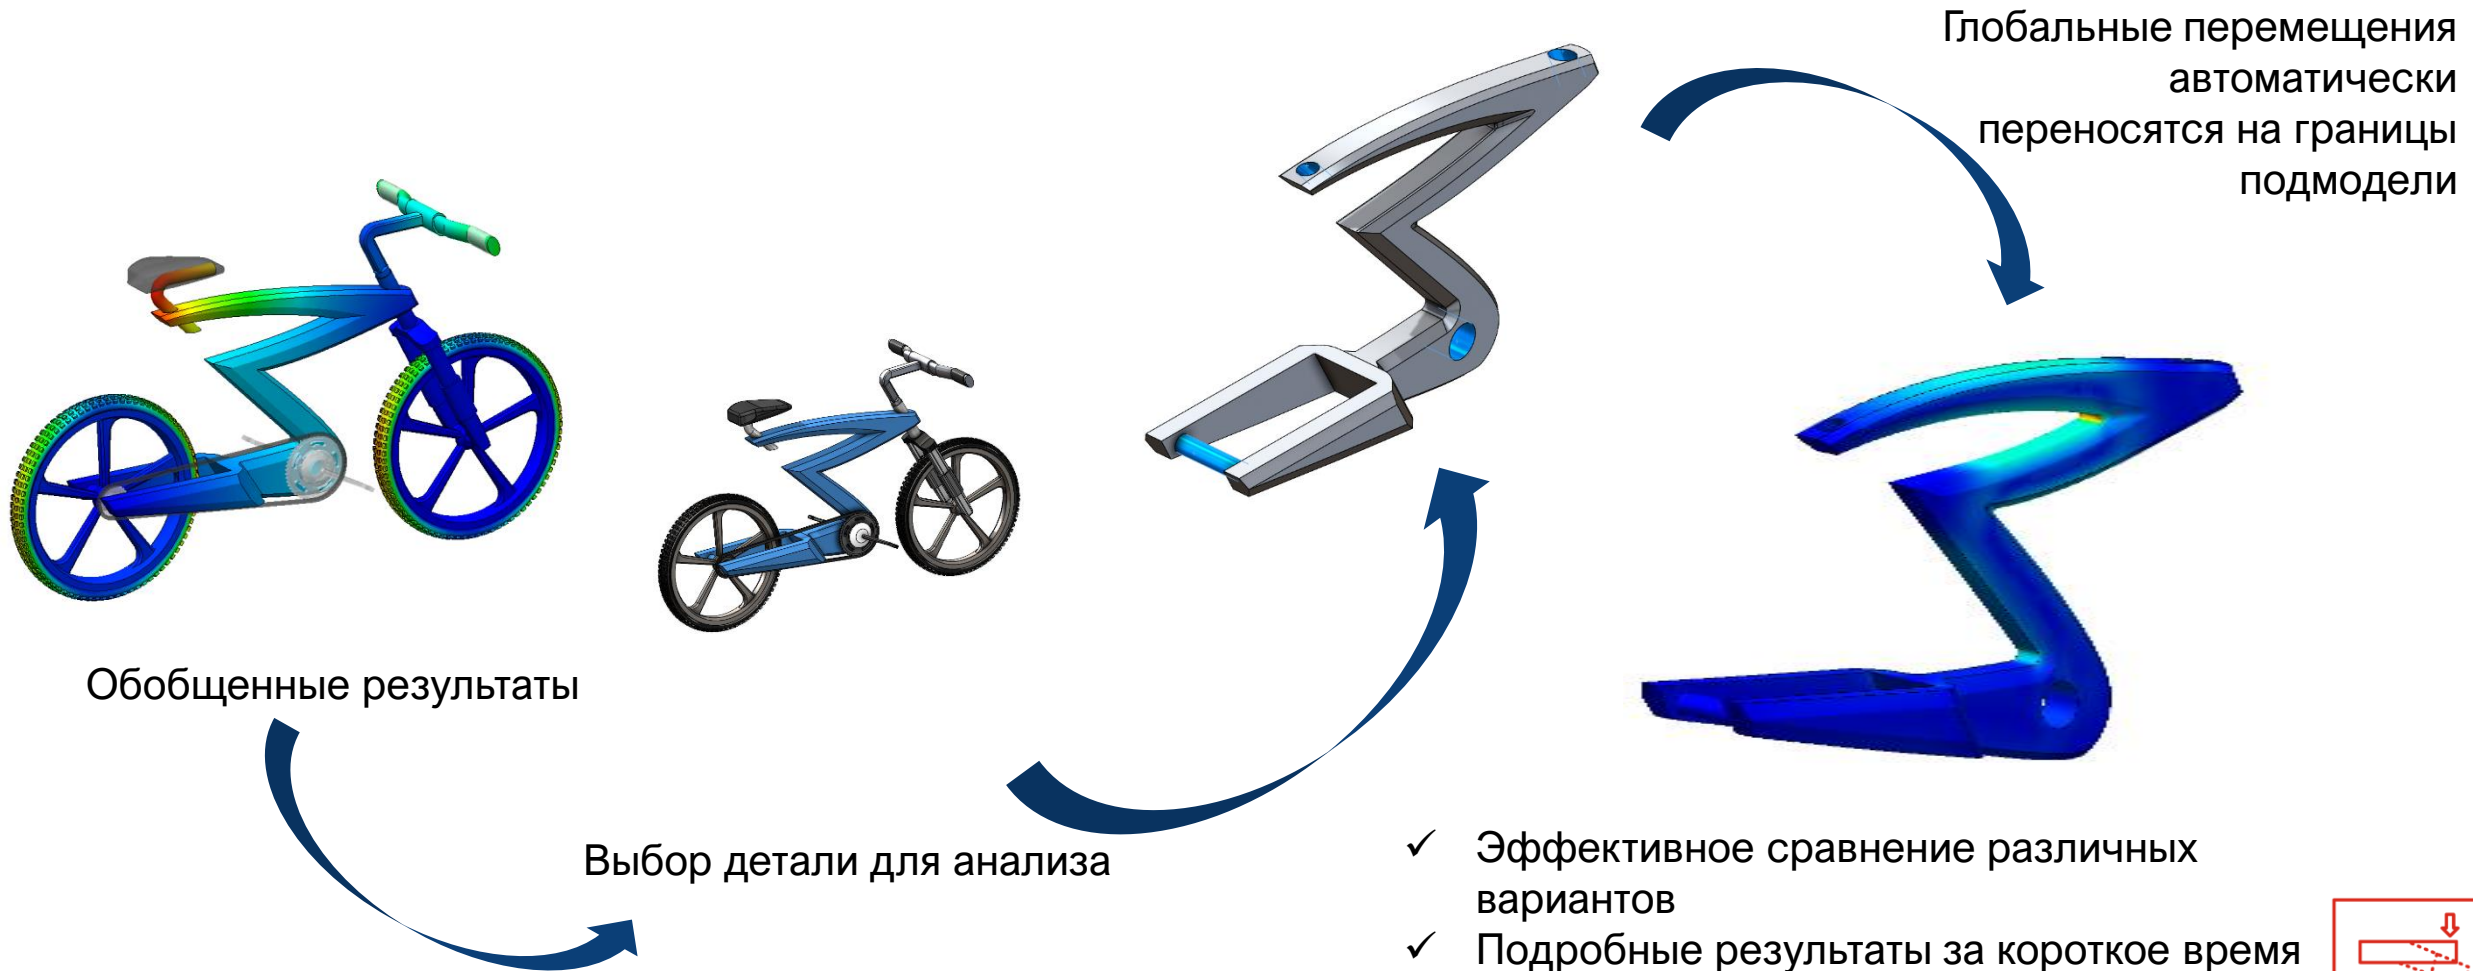 Глобальные перемещения
автоматически
переносятся на границы
подмодели
Обобщенные результаты
Выбор детали для анализа
✓ Эффективное сравнение различных
вариантов
✓ Подробные результаты за короткое время